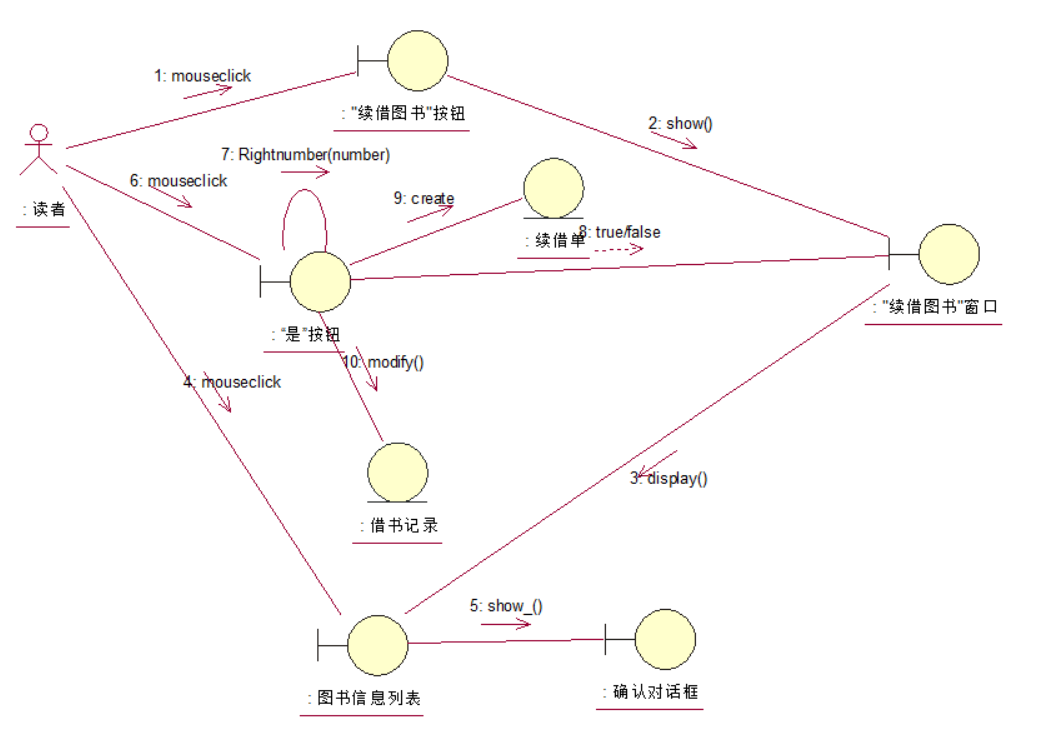 1: mouseclick
: "续借图书"按钮
2: show()
7: Rightnumber(number)
6: mouseclick
9: create
: 读者
8: true/false
: 续借单
: "续借图书"窗口
: “是”按钮
10: modify()
4: mouseclick
3: display()
: 借书记录
5: show_()
: 图书信息列表
: 确认对话框